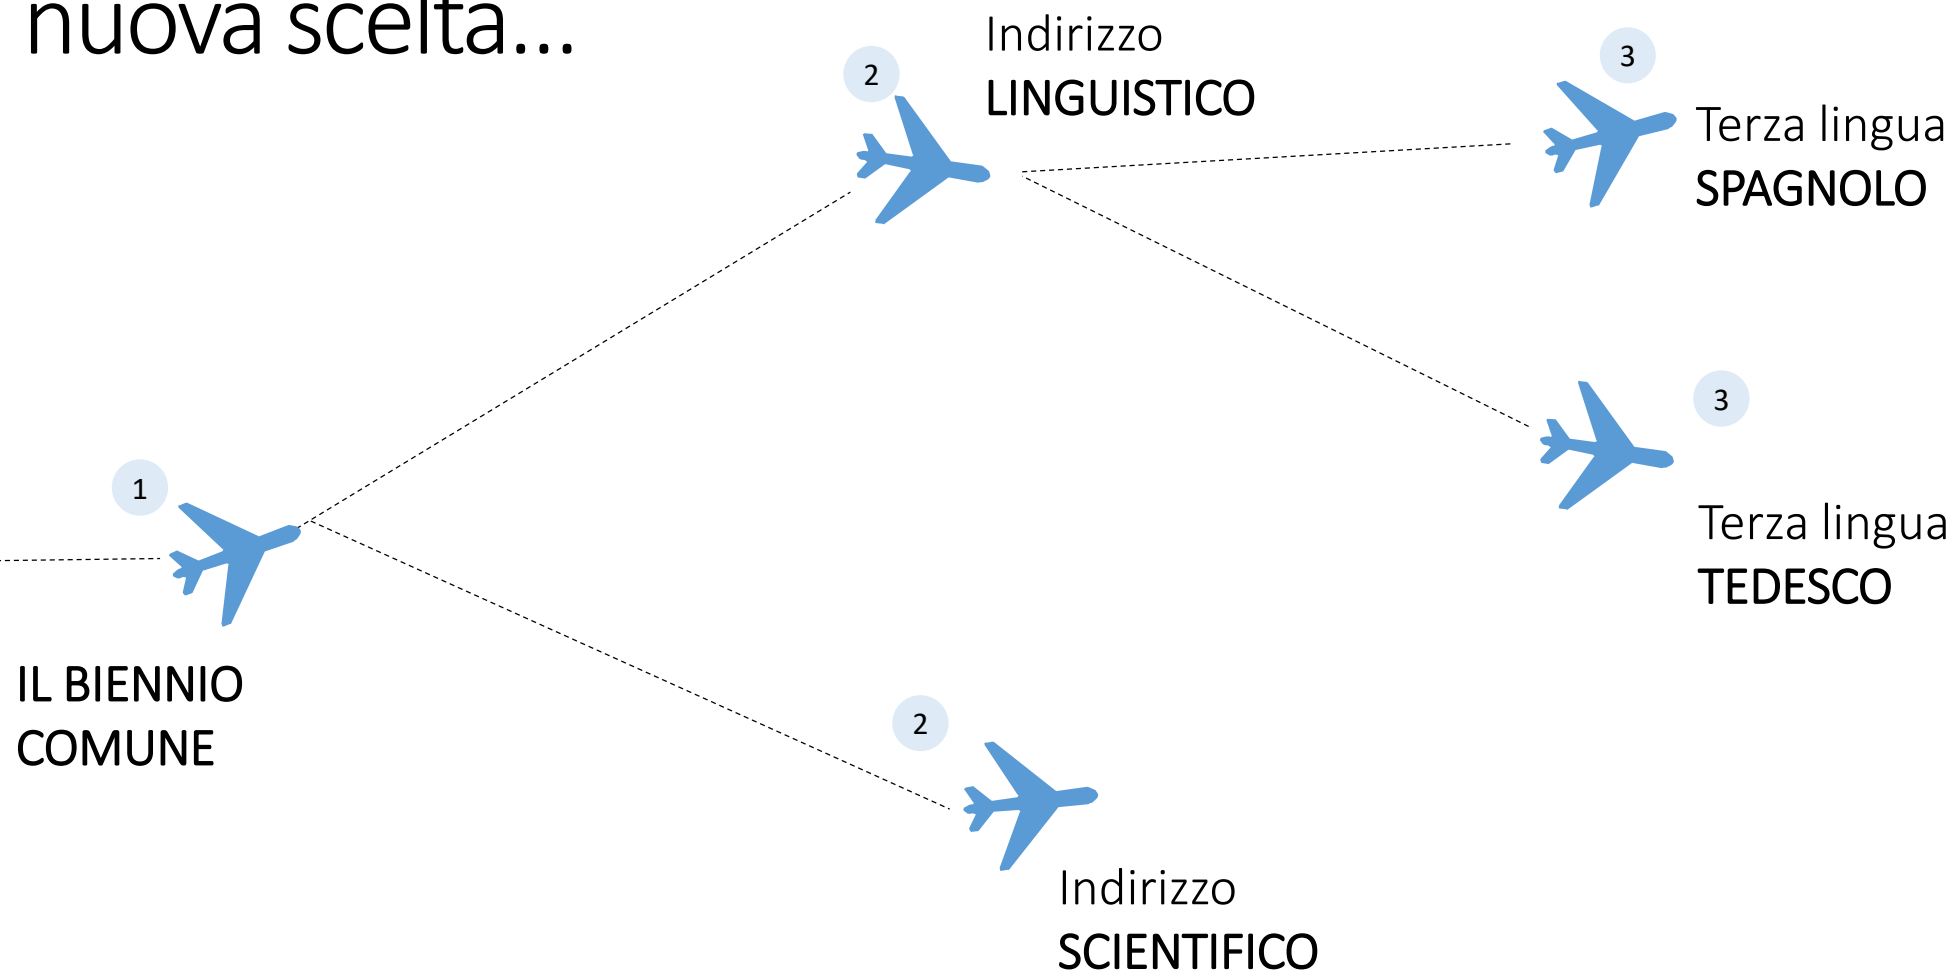 nuova scelta...
2
Indirizzo
LINGUISTICO
3
Terza lingua
SPAGNOLO
3
Terza lingua
TEDESCO
1
IL BIENNIO
COMUNE
2
Indirizzo
SCIENTIFICO